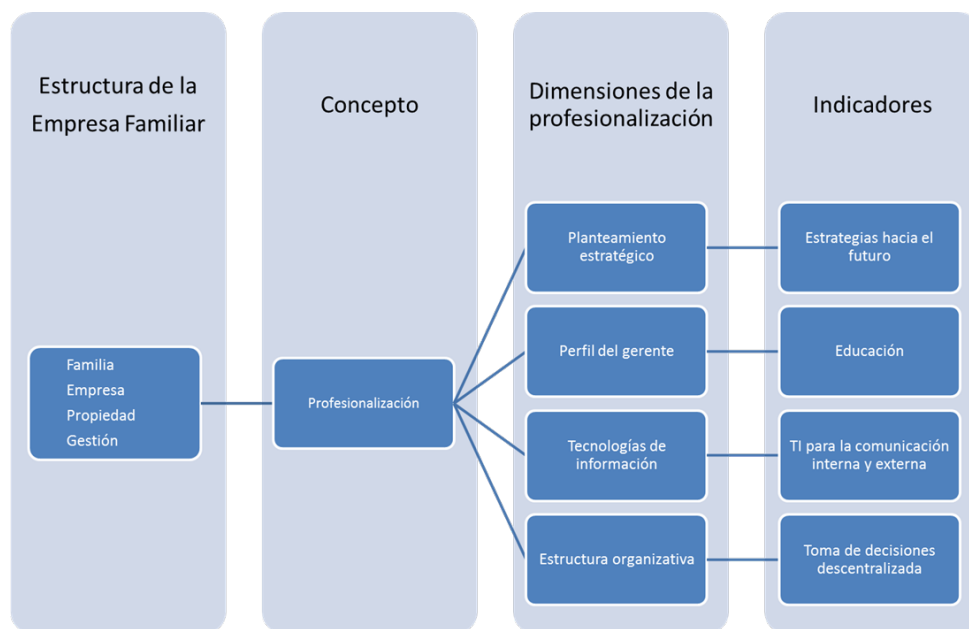 Estructura de la
Empresa Familiar
Concepto
Dimensiones de la
profesionalización
Indicadores
Familia
Empresa
Propiedad
Gestión
Profesionalización
Planteamiento
estratégico
Perfil del gerente
Tecnologías de
información
Estructura organizativa
Estrategias hacia el
futuro
Educación
TI para la comunicación
interna y externa
Toma de decisiones
descentralizada